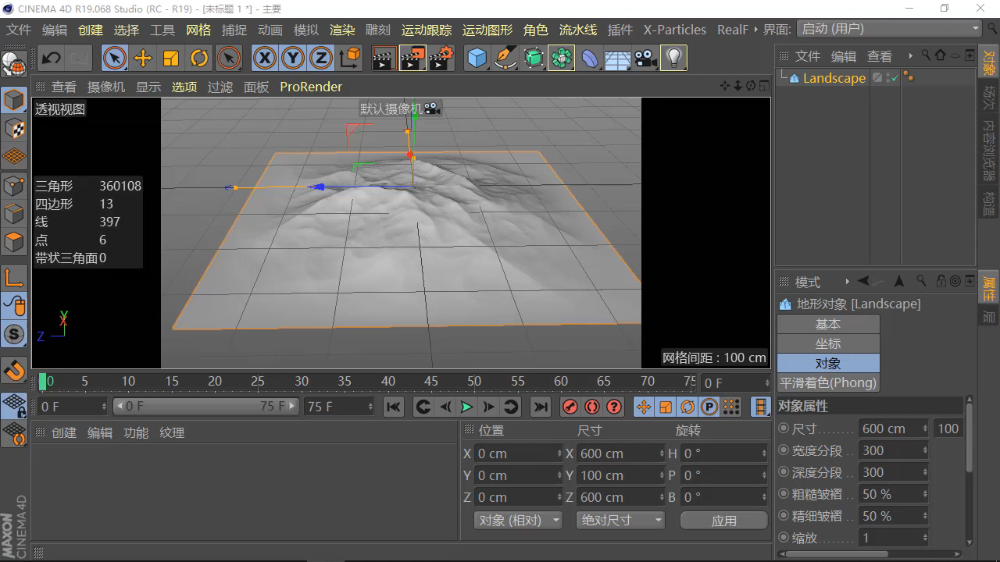 CINEMA 4D R19.068 Studio (RC - R19) - [未标题 1 *] - 主要
文件 编辑 创建 选择 工具 网格 捕捉 动画 模拟 渲染 雕刻 运动跟踪 运动图形 角色 流水线 插件 X-Particles RealF 界面: 启动 (用户)
X Y Z
文件 编辑 查看
查看 摄像机 显示 选项 过滤 面板 ProRender
Landscape
透视视图
默认摄像机
三角形 360108
四边形 13
线 397
点 6
带状三角面 0
Y
X
Z
网格间距 : 100 cm
对象
场次
内容浏览器
构造
模式
属性
层
地形对象 [Landscape]
基本
坐标
对象
平滑着色(Phong)
对象属性
尺寸........ 600 cm 100
宽度分段.. 300
深度分段.. 300
粗糙皱褶.. 50 %
精细皱褶.. 50 %
缩放........ 1
S
0 5 10 15 20 25 30 35 40 45 50 55 60 65 70 75 0 F
0 F 0 F 75 F 75 F
P
创建 编辑 功能 纹理
位置 尺寸 旋转
X 0 cm X 600 cm H 0 °
Y 0 cm Y 100 cm P 0 °
Z 0 cm Z 600 cm B 0 °
对象 (相对) 绝对尺寸 应用
MAXON
CINEMA 4D